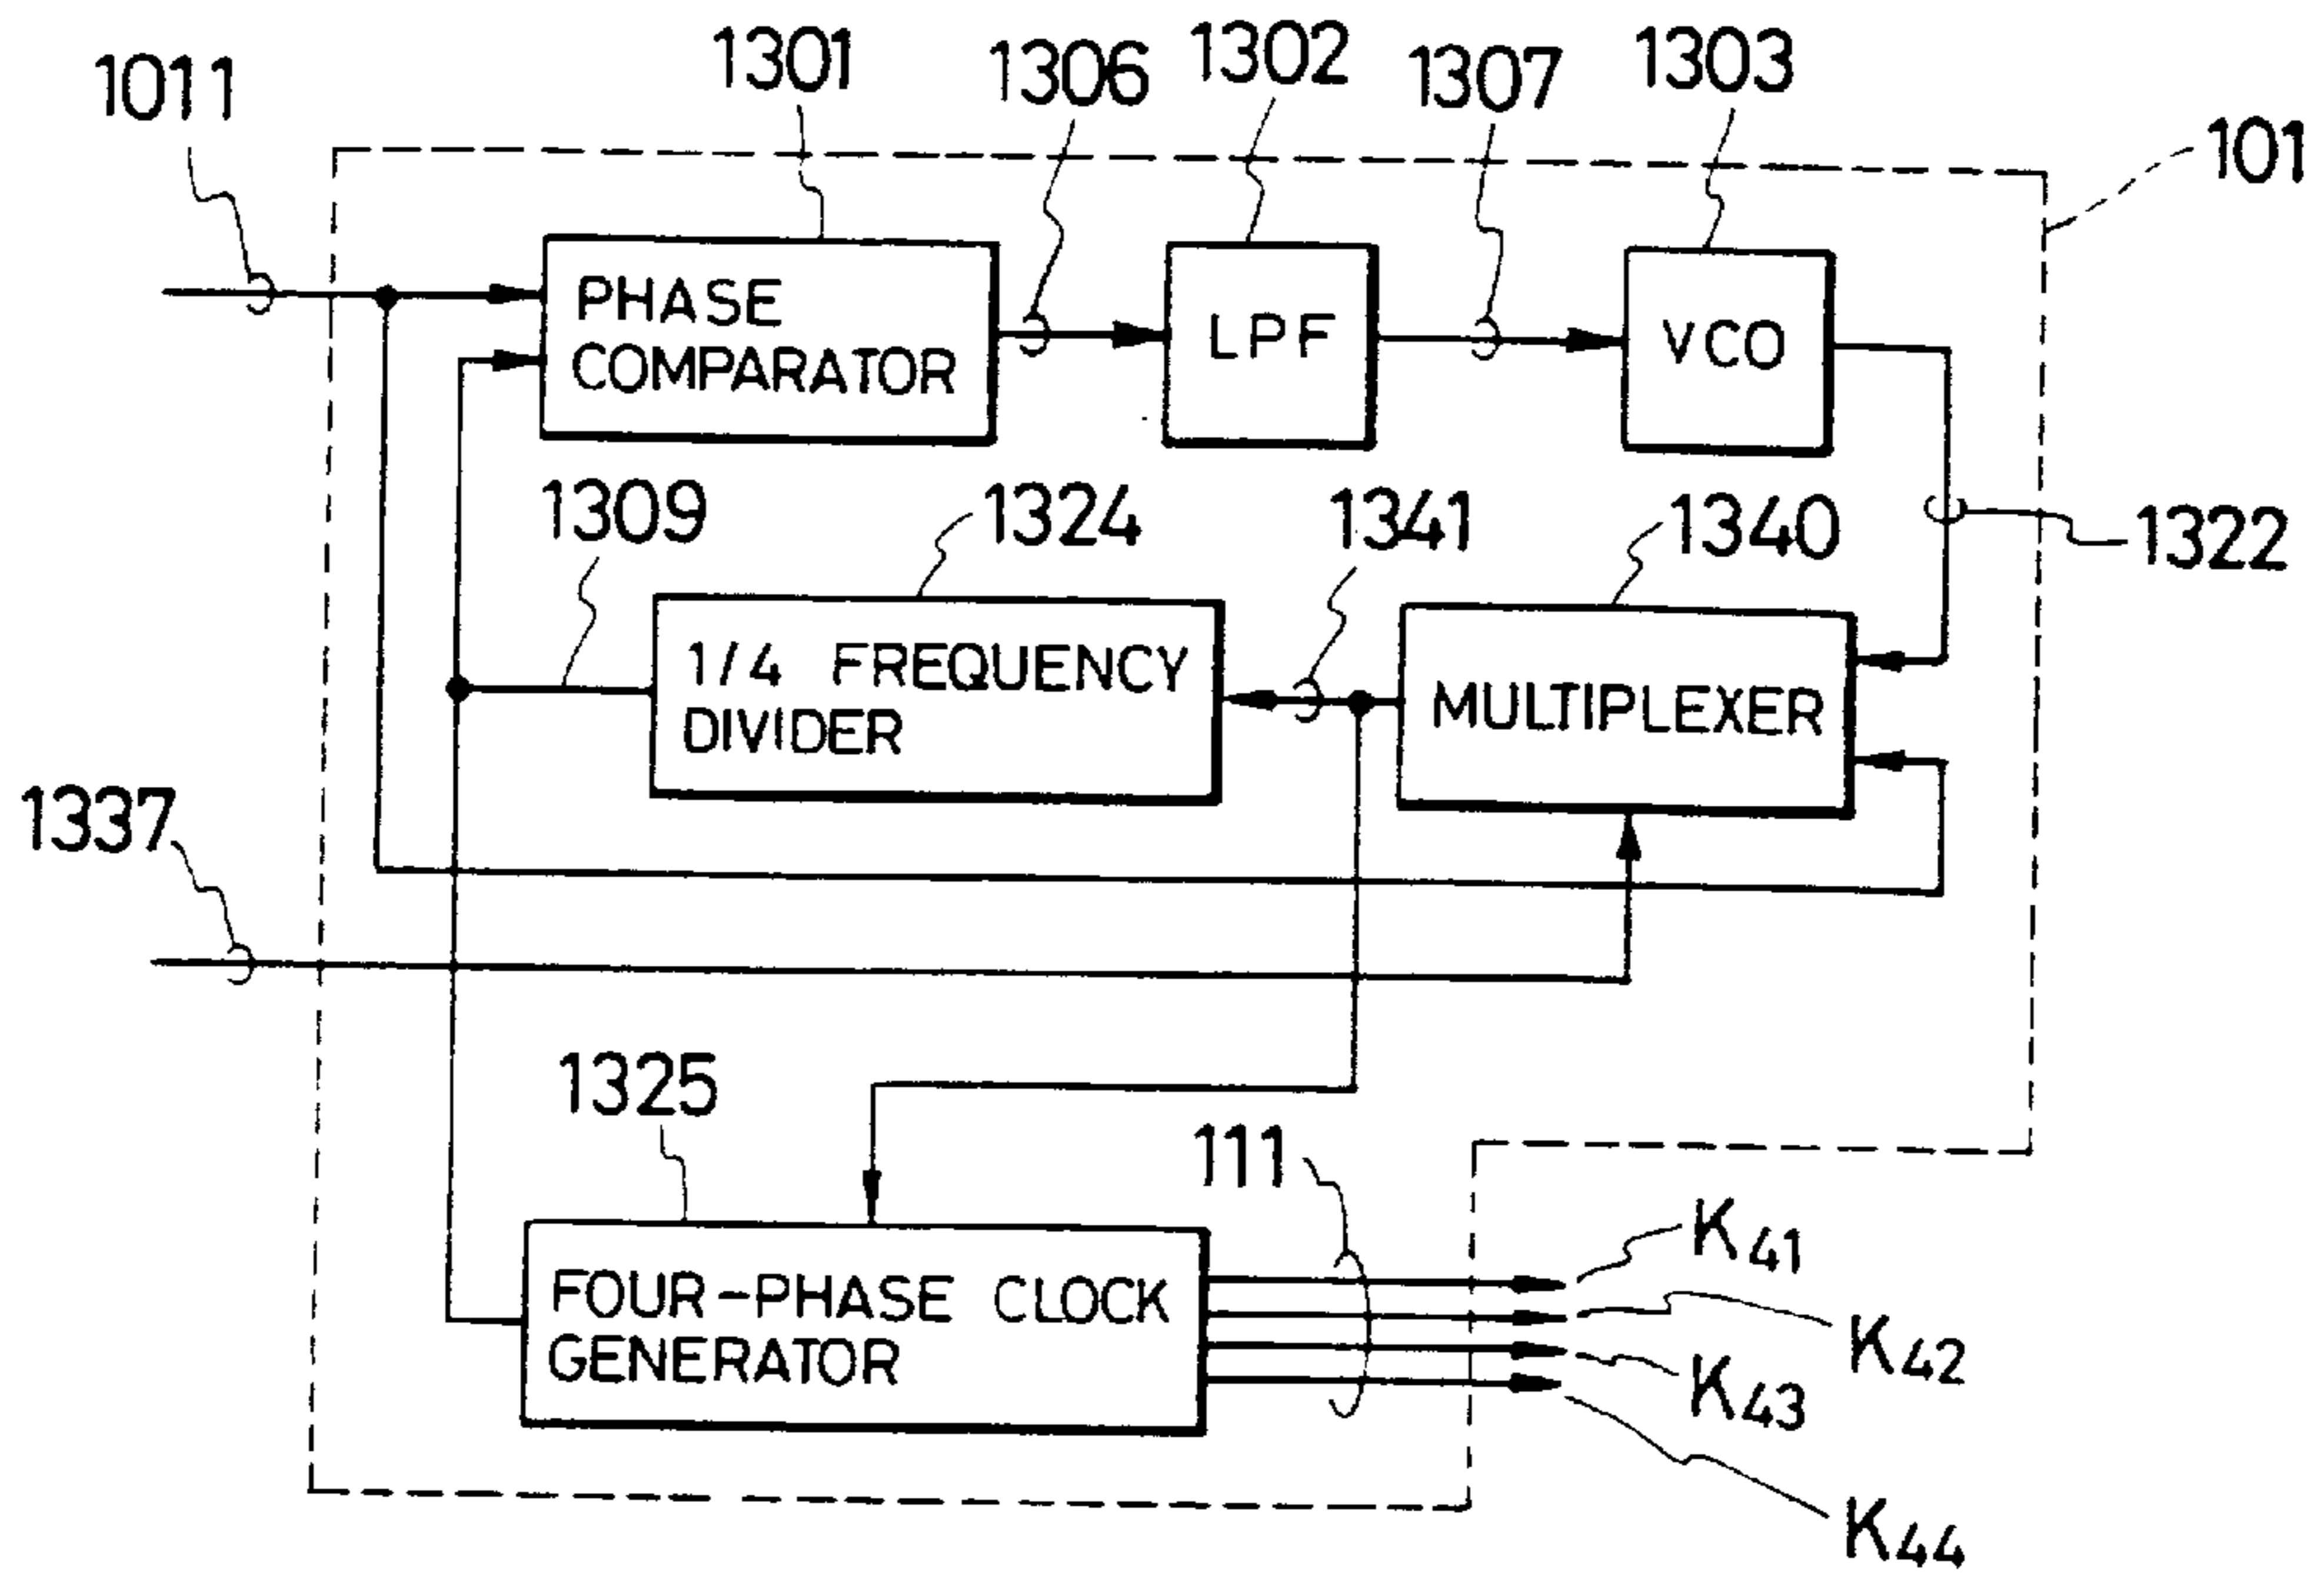 1011
1301
1306
1302
1307
1303
101
PHASE
COMPARATOR
LPF
VCO
1309
1324
1341
1340
1322
1/4 FREQUENCY
DIVIDER
MULTIPLEXER
1337
1325
111
FOUR-PHASE CLOCK
GENERATOR
K41
K42
K43
K44